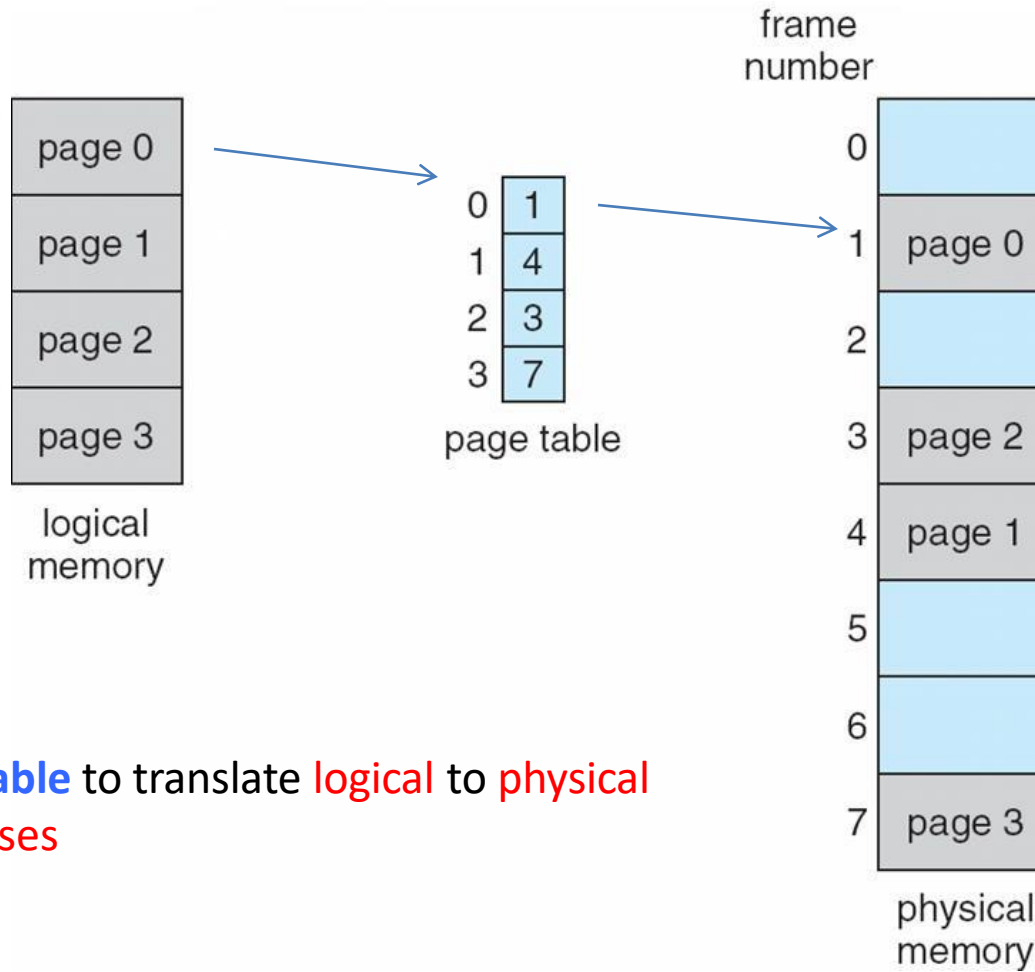 frame
number
page 0
page 1
page 2
page 3
logical
memory
0 1
1 4
2 3
3 7
page table
0
1 page 0
2
3 page 2
4 page 1
5
6
7 page 3
physical
memory
able to translate logical to physical
ses